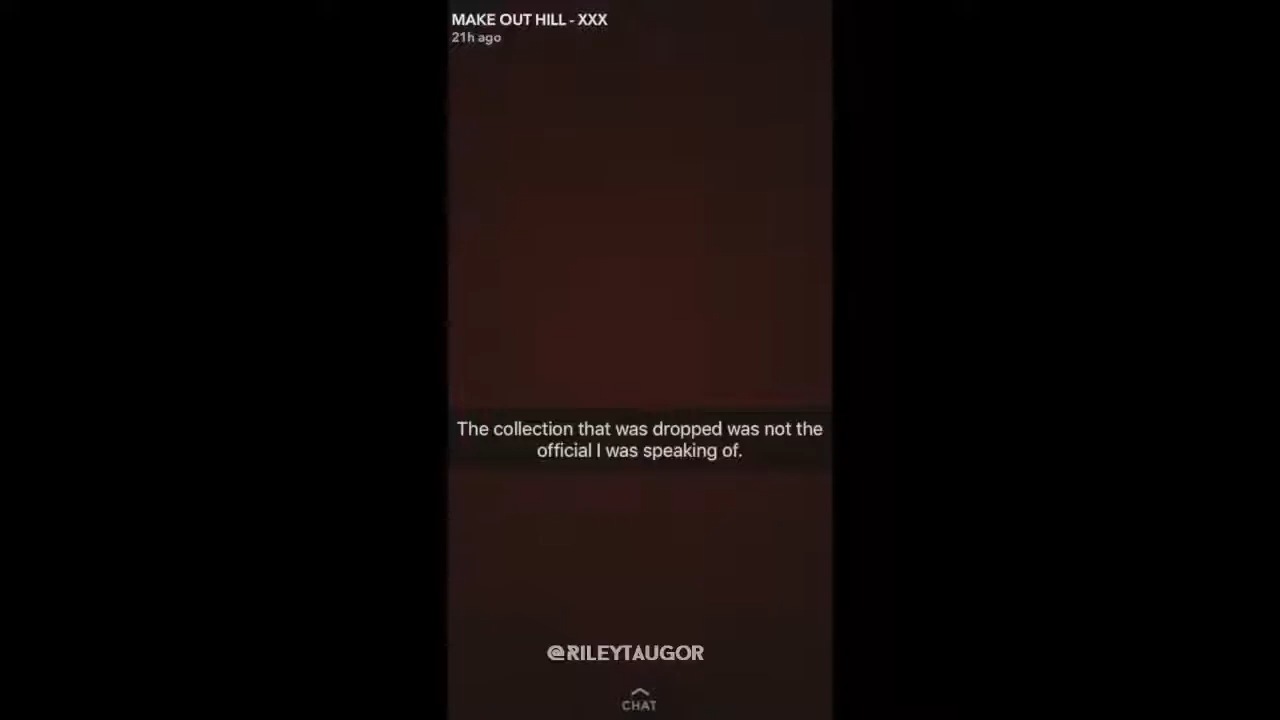 MAKE OUT HILL - XXX
21h ago
The collection that was dropped was not the
official I was speaking of.
@RILEYTAUGOR
CHAT